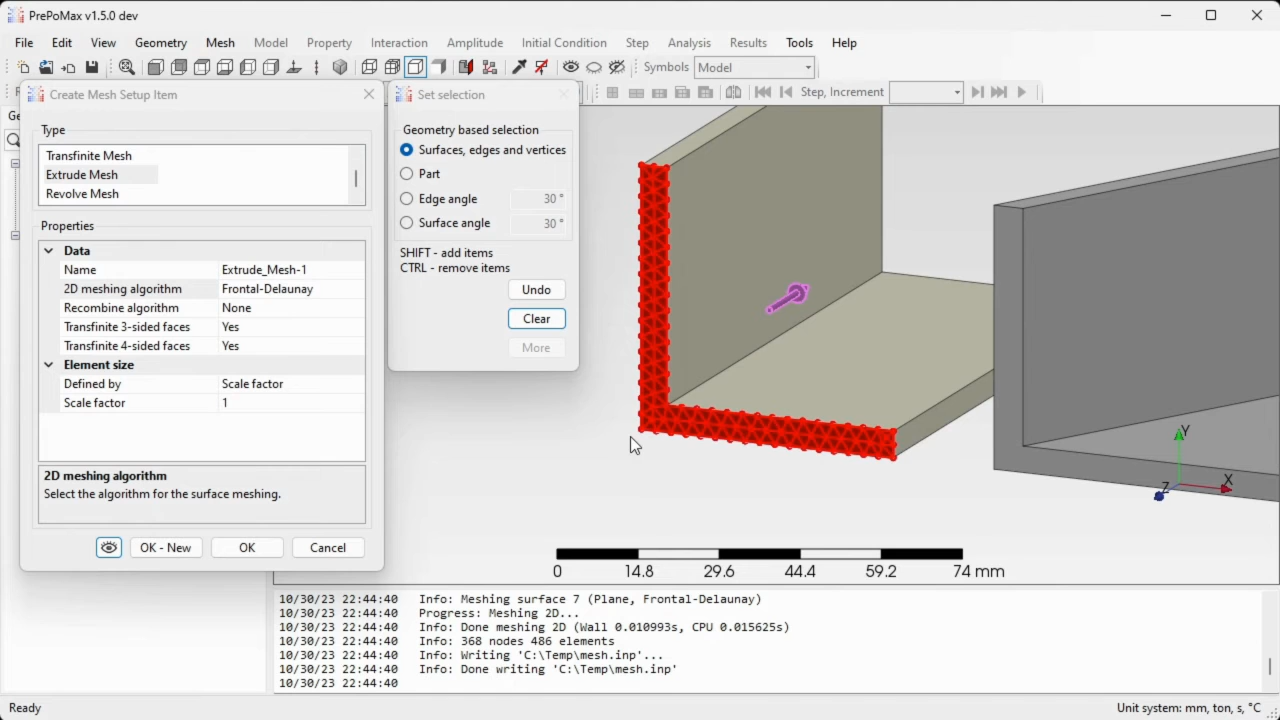 PrePoMax v1.5.0 dev
File Edit View Geometry Mesh Model Property Interaction Amplitude Initial Condition Step Analysis Results Tools Help
Symbols Model
Step, Increment
Create Mesh Setup Item
Type
Transfinite Mesh
Extrude Mesh
Revolve Mesh
Properties
Data
Name Extrude_Mesh-1
2D meshing algorithm Frontal-Delaunay
Recombine algorithm None
Transfinite 3-sided faces Yes
Transfinite 4-sided faces Yes
Element size
Defined by Scale factor
Scale factor 1
2D meshing algorithm
Select the algorithm for the surface meshing.
OK - New OK Cancel
Set selection
Geometry based selection
Surfaces, edges and vertices
Part
Edge angle 30 °
Surface angle 30 °
SHIFT - add items
CTRL - remove items
Undo
Clear
More
Y
Z X
0 14.8 29.6 44.4 59.2 74 mm
10/30/23 22:44:40 Info: Meshing surface 7 (Plane, Frontal-Delaunay)
10/30/23 22:44:40 Progress: Meshing 2D...
10/30/23 22:44:40 Info: Done meshing 2D (Wall 0.010993s, CPU 0.015625s)
10/30/23 22:44:40 Info: 368 nodes 486 elements
10/30/23 22:44:40 Info: Writing 'C:\Temp\mesh.inp'...
10/30/23 22:44:40 Info: Done writing 'C:\Temp\mesh.inp'
10/30/23 22:44:40
Ready Unit system: mm, ton, s, °C